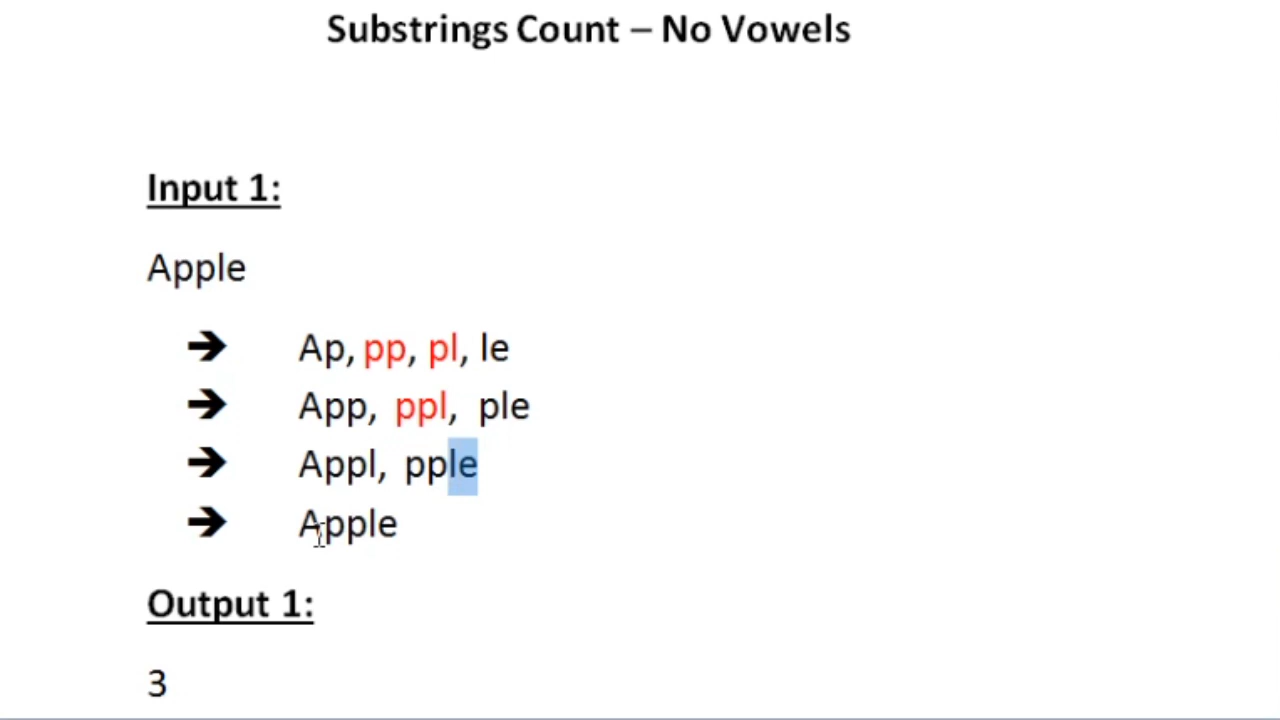 Substrings Count – No Vowels
Input 1:
Apple
➔ Ap, pp, pl, le
➔ App, ppl, ple
➔ Appl, pple
➔ Apple
Output 1:
3